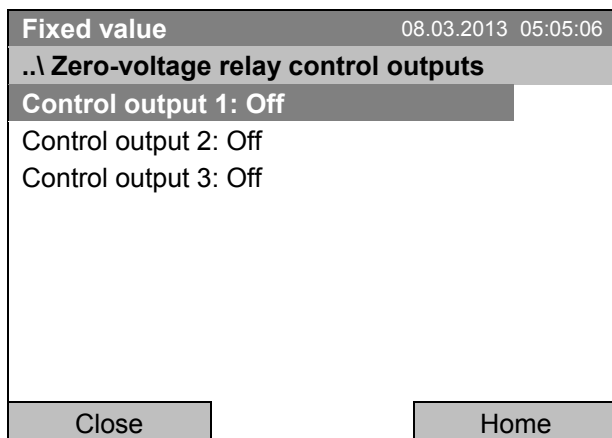 Fixed value 08.03.2013 05:05:06
..\ Zero-voltage relay control outputs
Control output 1: Off
Control output 2: Off
Control output 3: Off
Close Home